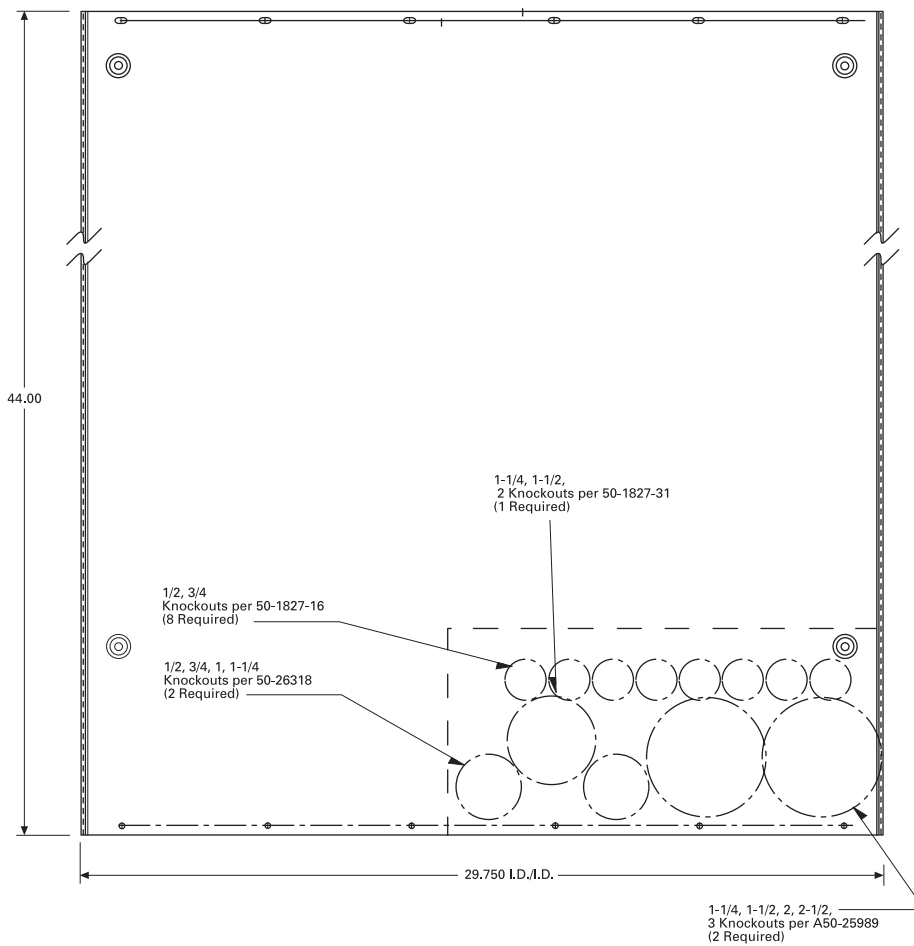 44.00
1-1/4, 1-1/2,
2 Knockouts per 50-1827-31
(1 Required)
1/2, 3/4
Knockouts per 50-1827-16
(8 Required)
1/2, 3/4, 1, 1-1/4
Knockouts per 50-26318
(2 Required)
29.750 I.D./I.D.
1-1/4, 1-1/2, 2, 2-1/2,
3 Knockouts per A50-25989
(2 Required)